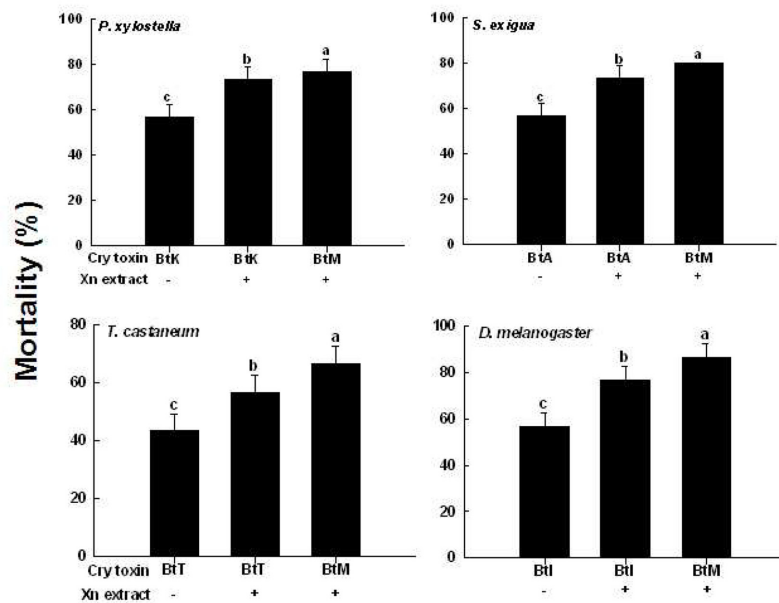 Mortality (%)
P. xylostella
100
80
60
40
20
0
c
b
a
Cry toxin BtK BtK BtM
Xn extract - + +
S. exigua
100
80
60
40
20
0
c
b
a
BtA BtA BtM
- + +
T. castaneum
80
60
40
20
0
c
b
a
Cry toxin BtT BtT BtM
Xn extract - + +
D. melanogaster
100
80
60
40
20
0
c
b
a
BtI BtI BtM
- + +